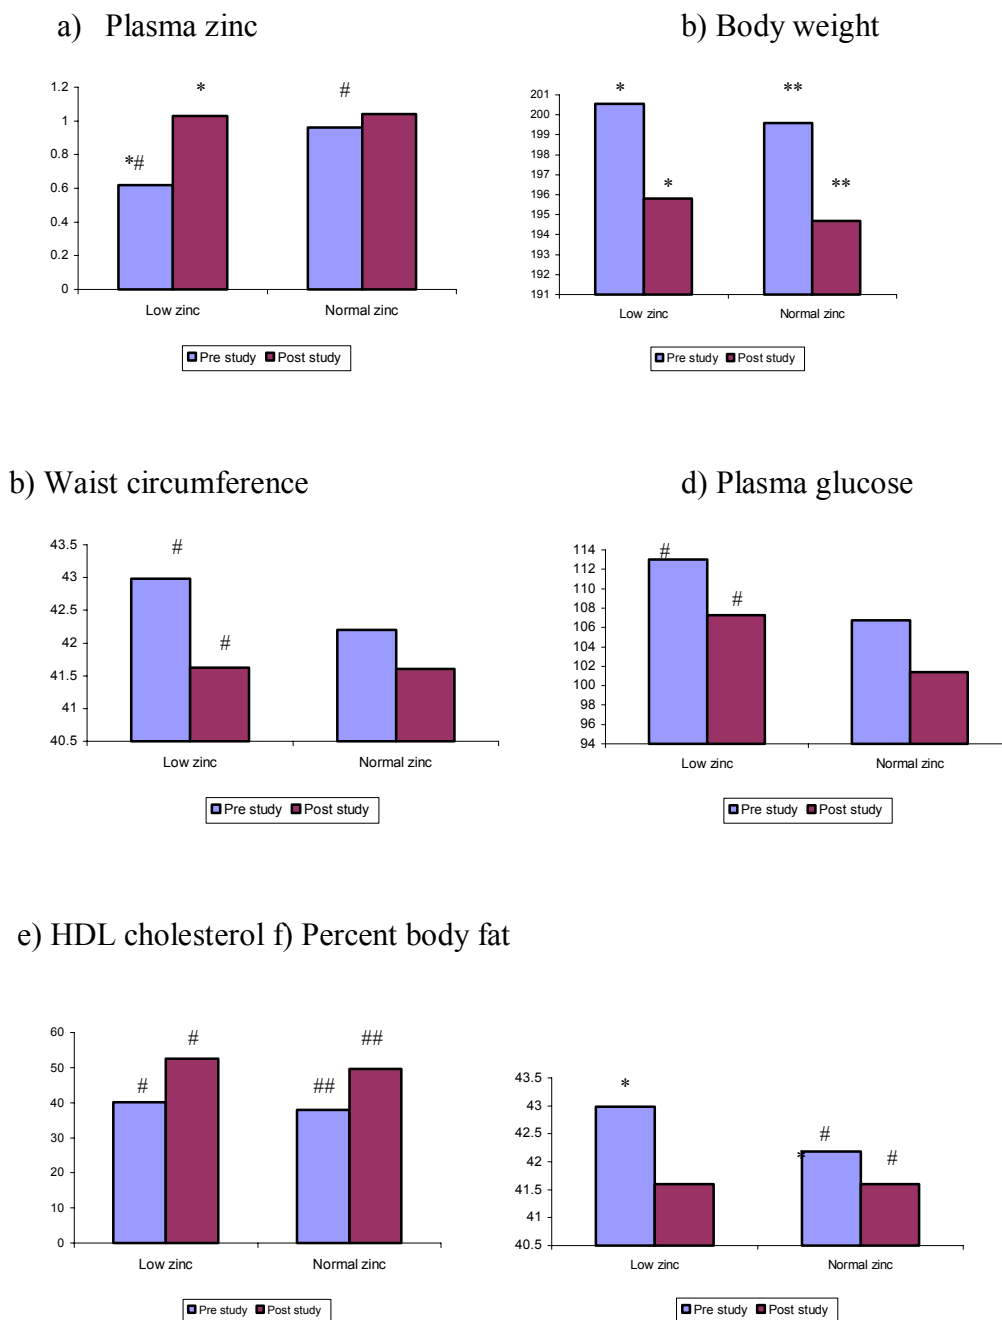 a) Plasma zinc
b) Body weight
1.2
1
0.8
0.6
0.4
0.2
0
*#
*
#
Low zinc
Normal zinc
Pre study
Post study
201
200
199
198
197
196
195
194
193
192
191
*
*
**
**
Low zinc
Normal zinc
Pre study
Post study
b) Waist circumference
d) Plasma glucose
43.5
43
42.5
42
41.5
41
40.5
#
#
Low zinc
Normal zinc
Pre study
Post study
114
112
110
108
106
104
102
100
98
96
94
#
#
Low zinc
Normal zinc
Pre study
Post study
e) HDL cholesterol f) Percent body fat
60
50
40
30
20
10
0
#
#
##
##
Low zinc
Normal zinc
Pre study
Post study
43.5
43
42.5
42
41.5
41
40.5
*
*
#
#
Low zinc
Normal zinc
Pre study
Post study